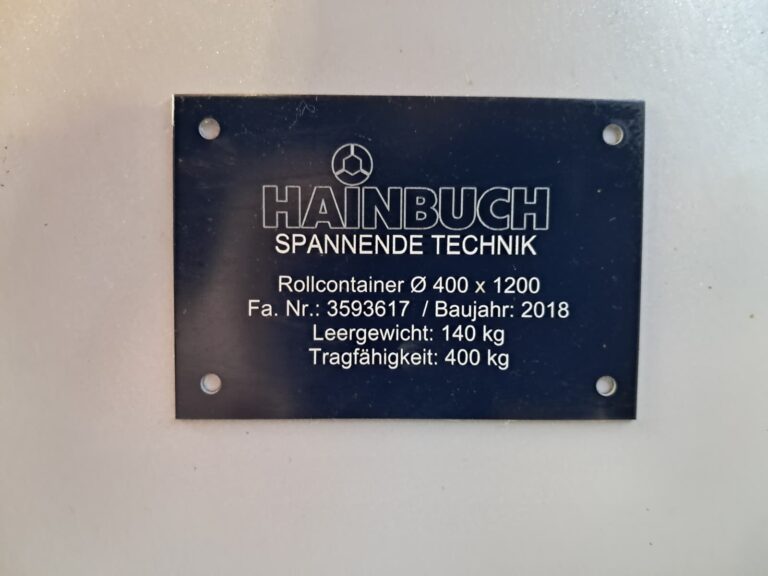 HAINBUCH
SPANNENDE TECHNIK
Rollcontainer Ø 400 x 1200
Fa. Nr.: 3593617 / Baujahr: 2018
Leergewicht: 140 kg
Tragfähigkeit: 400 kg